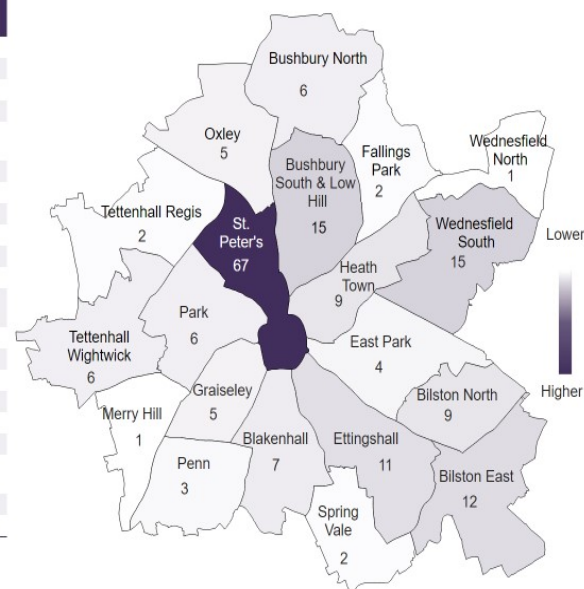 Bushbury North
6
Oxley
5
Bushbury
South & Low
Hill
15
Fallings
Park
2
Wednesfield
North
1
Tettenhall Regis
2
St.
Peter's
67
Wednesfield
South
15
Lower
Higher
Heath
Town
9
Park
6
Tettenhall
Wightwick
6
East Park
4
Graiseley
5
Bilston North
9
Merry Hill
1
Blakenhall
7
Ettingshall
11
Penn
3
Bilston East
12
Spring
Vale
2